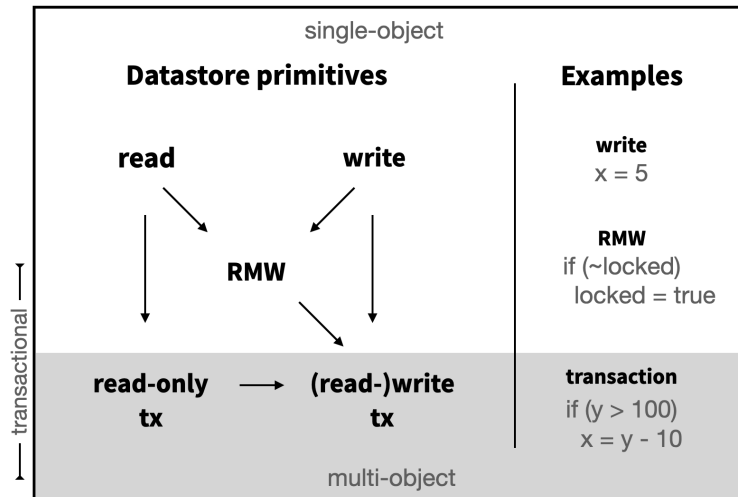 single-object
Datastore primitives
Examples
read
write
write
x = 5
RMW
RMW
if (~locked)
locked = true
transactional
read-only
tx
(read-)write
tx
transaction
if (y > 100)
x = y - 10
multi-object